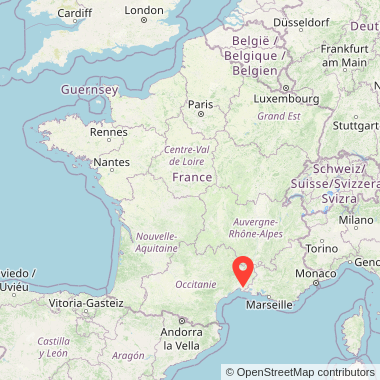 Cardiff
London
Düsseldorf
België /
Belgique /
Belgien
Frankfurt
am Main
Guernsey
Luxembourg
Paris
Grand Est
Stuttgart
Rennes
Centre-Val
de Loire
Nantes
France
Schweiz/
Suisse/Svizzera/
Svizra
Auvergne-
Rhône-Alpes
Milano
Nouvelle-
Aquitaine
Torino
Genc
viedo /
Uviéu
Occitanie
Monaco
Vitoria-Gasteiz
Marseille
Andorra
la Vella
Castilla
y León
Aragón
© OpenStreetMap contributors